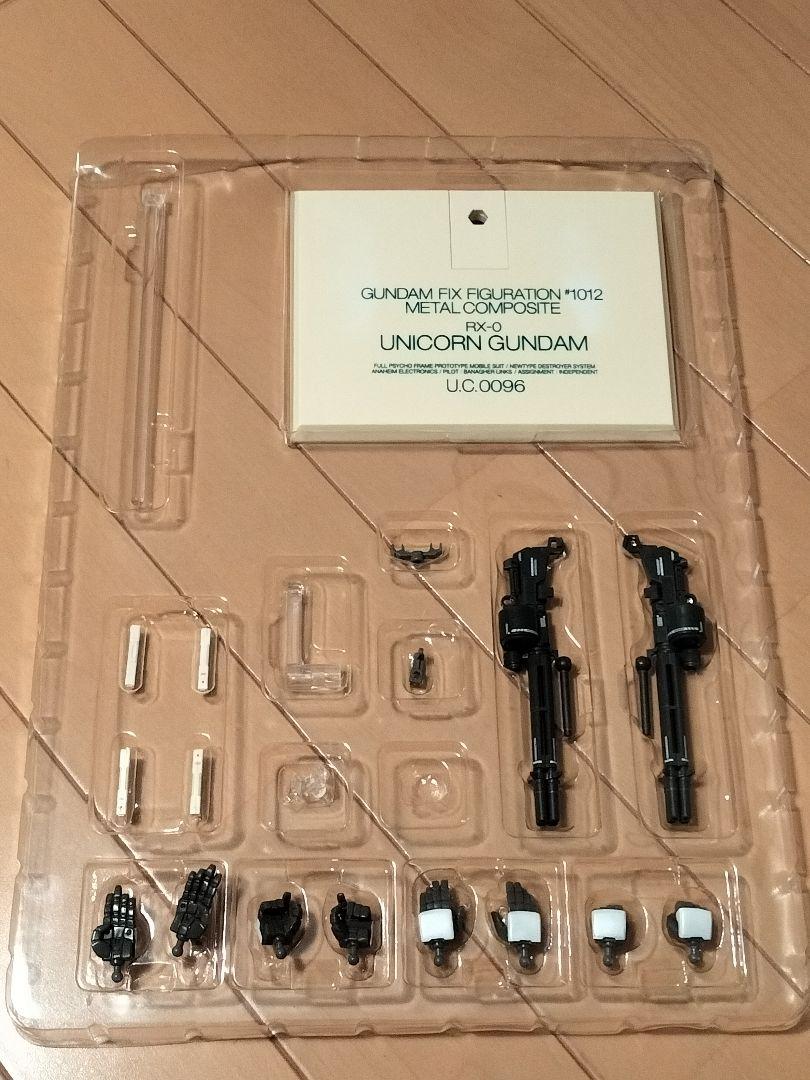 GUNDAM FIX FIGURATION #1012
METAL COMPOSITE
RX-0
UNICORN GUNDAM
FULL PSYCHO FRAME PROTOTYPE MOBILE SUIT / NEWTYPE DESTROYER SYSTEM
ANAHEIM ELECTRONICS / PILOT : BANAGHER LINKS / ASSIGNMENT : INDEPENDENT
U.C.0096